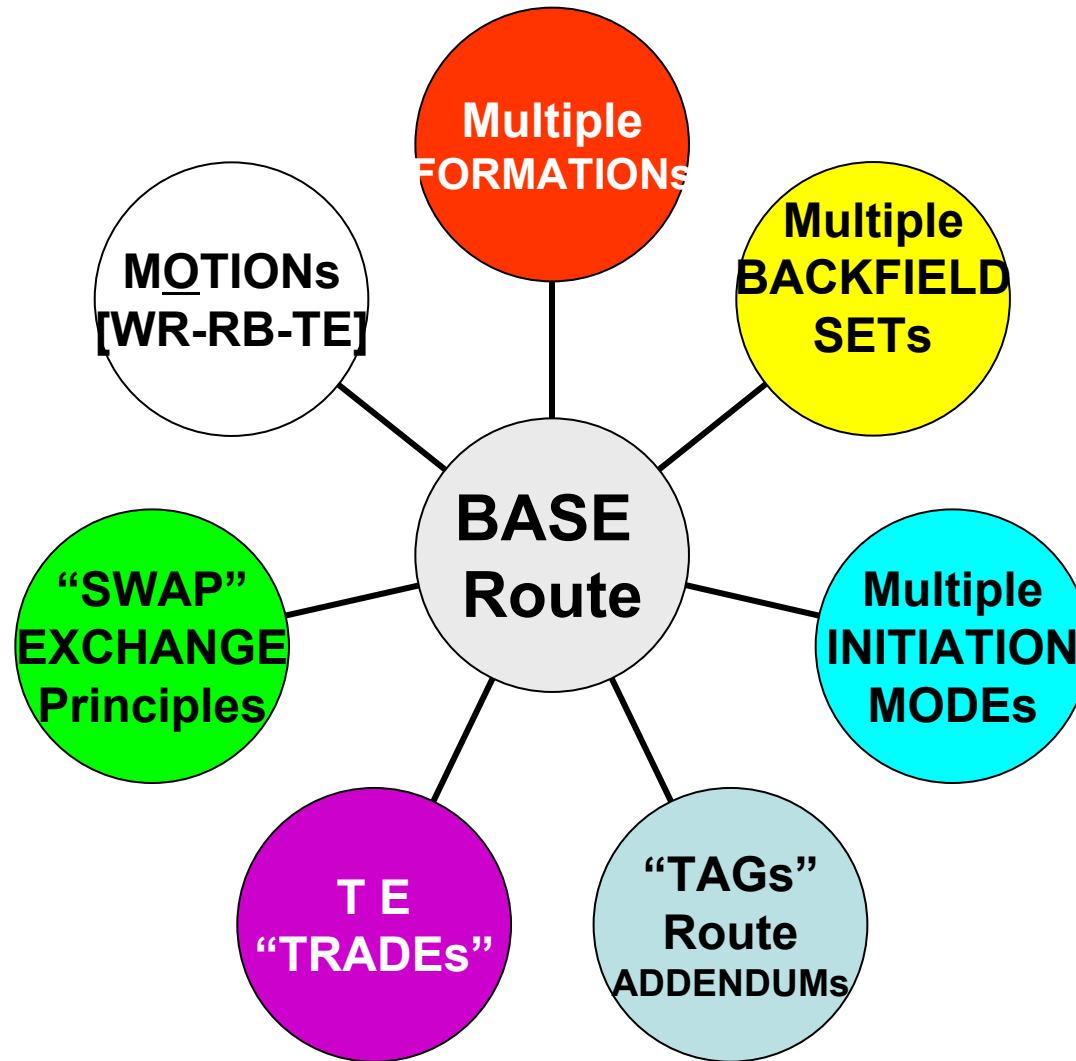 Multiple
FORMATIONs
Multiple
BACKFIELD
SETs
Multiple
INITIATION
MODEs
“TAGs”
Route
ADDENDUMs
T E
“TRADEs”
“SWAP”
EXCHANGE
Principles
MOTIONs
[WR-RB-TE]
BASE
Route